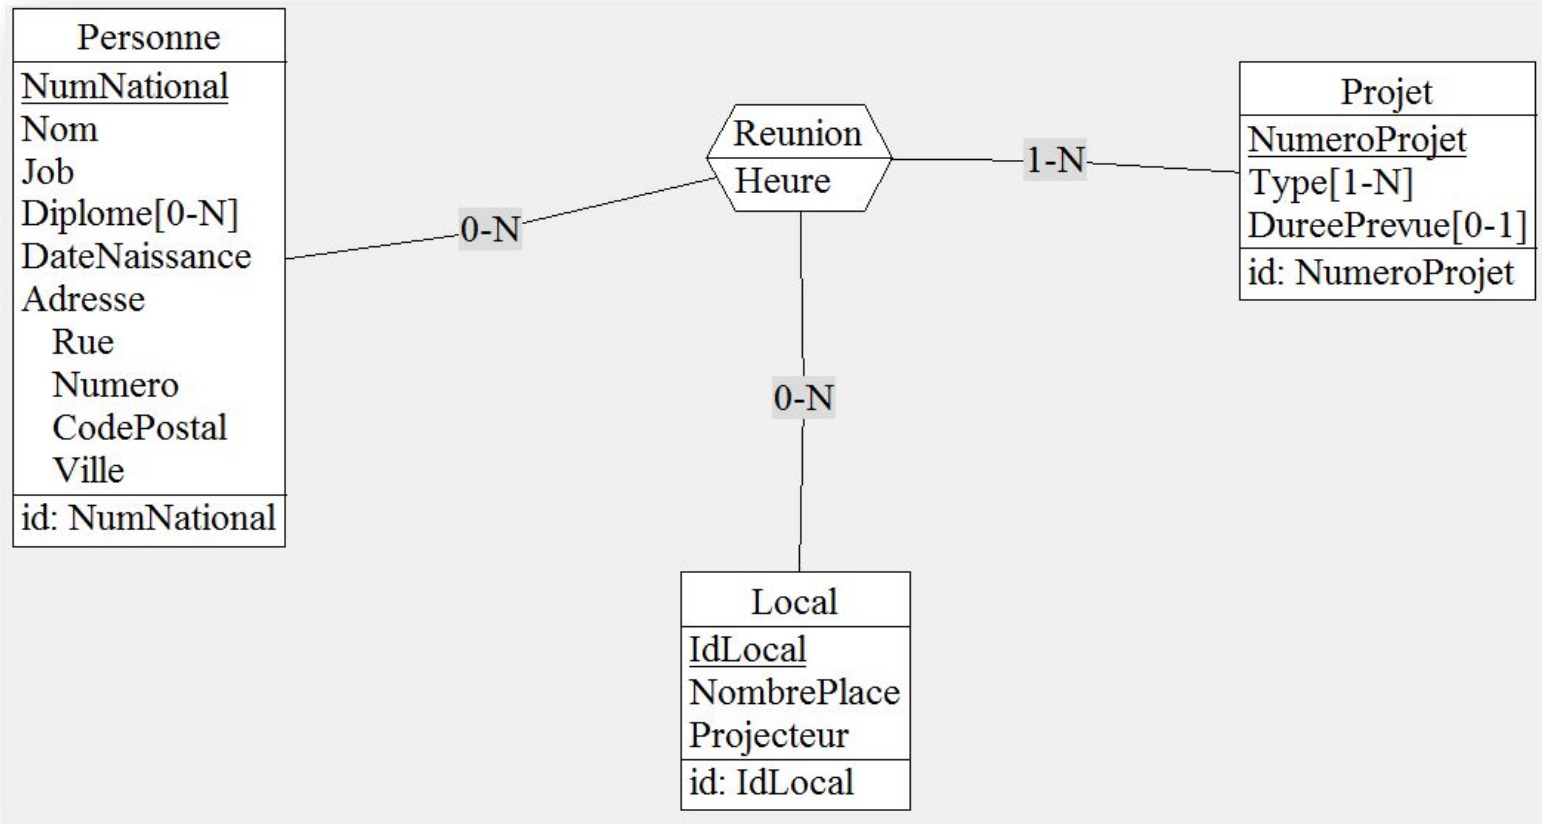 Personne
NumNational
Nom
Job
Diplome[0-N]
DateNaissance
Adresse
Rue
Numero
CodePostal
Ville
id: NumNational
0-N
Reunion
Heure
1-N
Projet
NumeroProjet
Type[1-N]
DureePrevue[0-1]
id: NumeroProjet
0-N
Local
IdLocal
NombrePlace
Projecteur
id: IdLocal